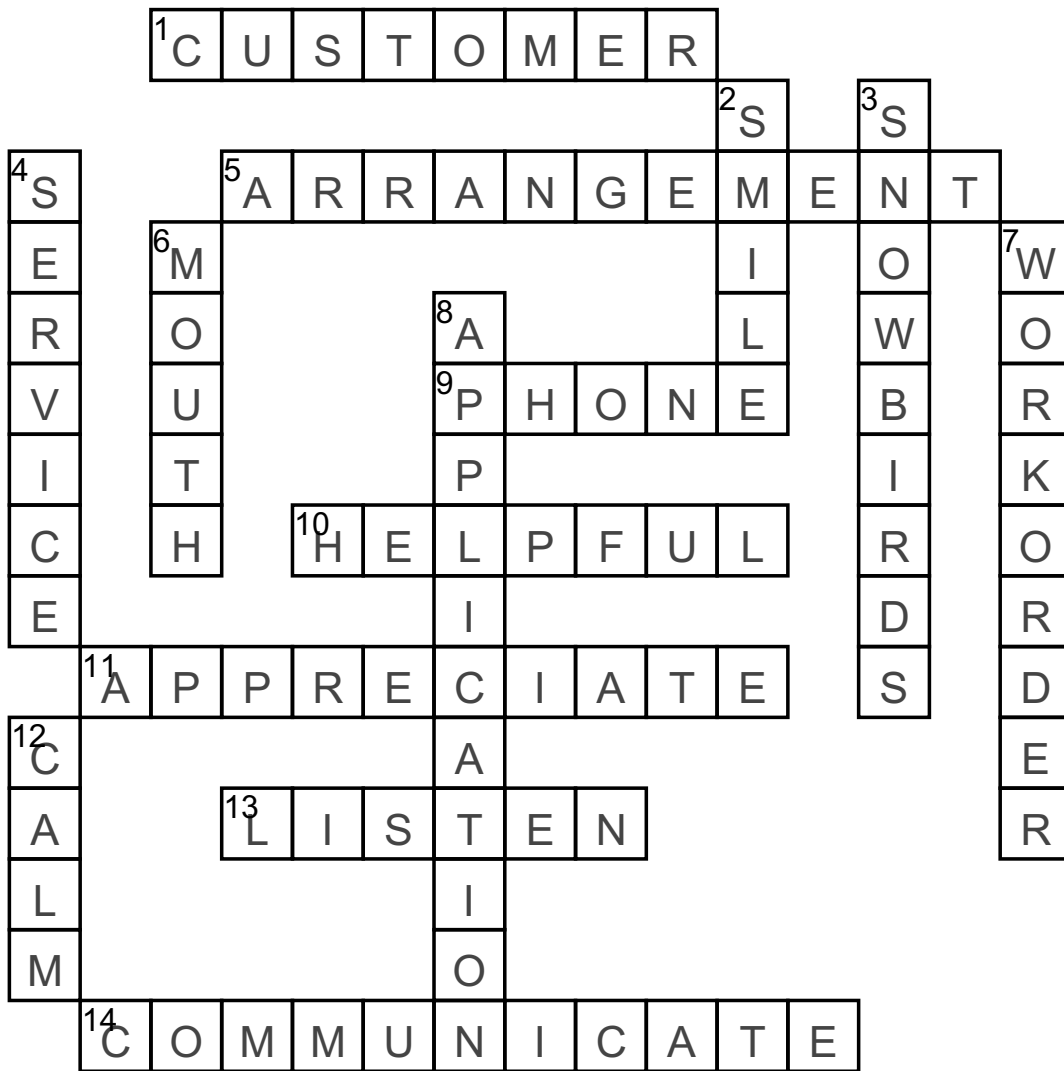 1 C U S T O M E R
2 S 3 S
4 S 5 A R R A N G E M E N T
E 6 M I O 7 W
R O 8 A L W O
V U 9 P H O N E B R
I T P I K
C H 10 H E L P F U L R O
E I D R
11 A P P R E C I A T E S D
12 C A E
A 13 L I S T E N R
L I
M O
14 C O M M U N I C A T E